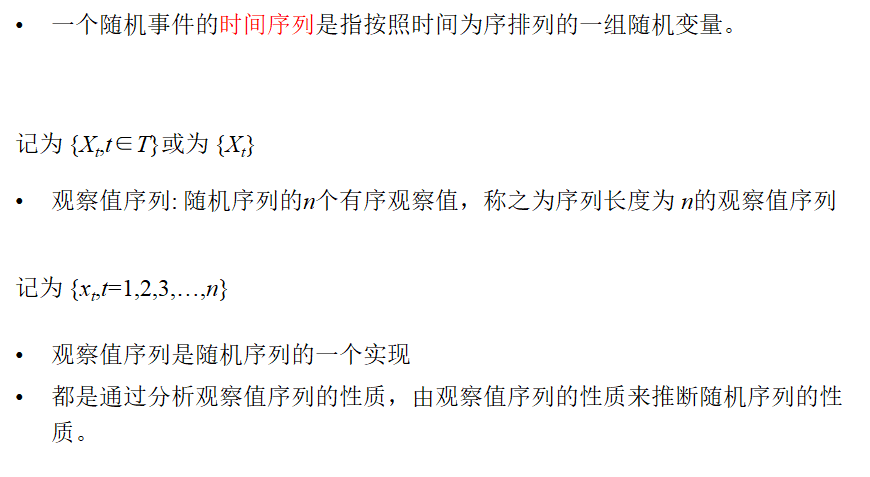 • 一个随机事件的时间序列是指按照时间为序排列的一组随机变量。
记为 {Xt,t∈T}或为 {Xt}
• 观察值序列: 随机序列的n个有序观察值，称之为序列长度为 n的观察值序列
记为 {xt,t=1,2,3,…,n}
• 观察值序列是随机序列的一个实现
• 都是通过分析观察值序列的性质，由观察值序列的性质来推断随机序列的性
质。